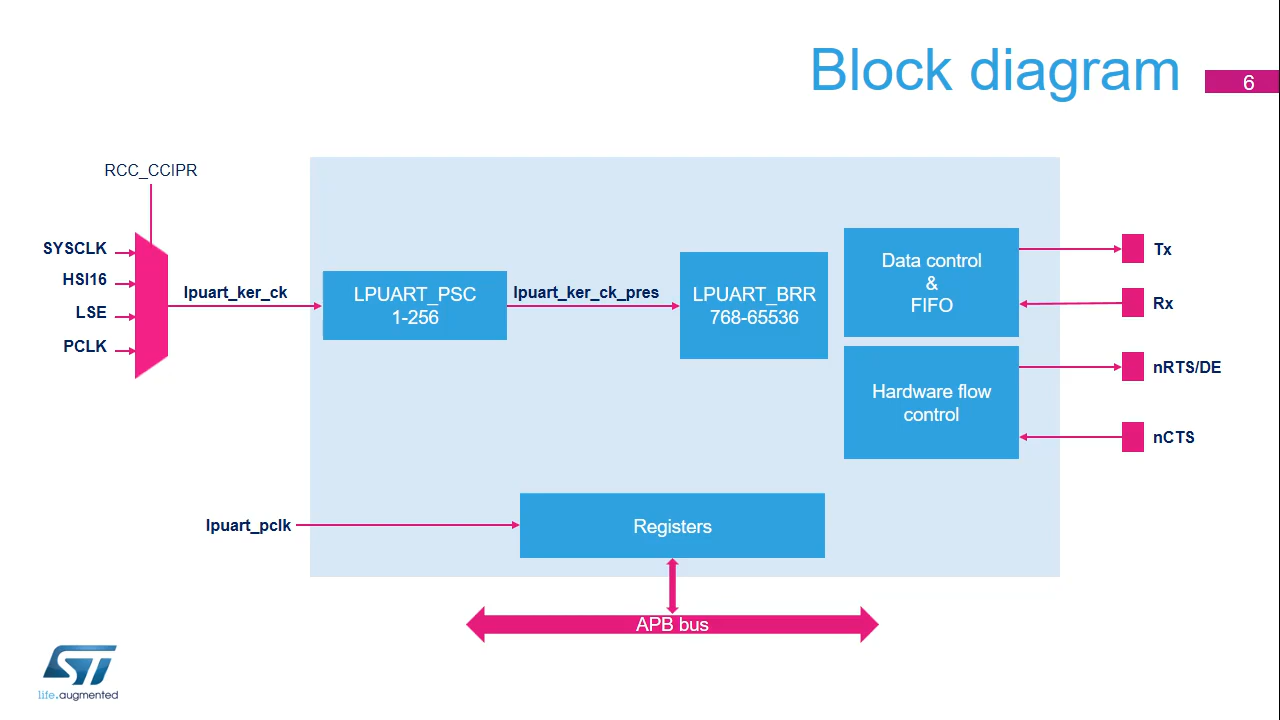 Block diagram
6
RCC_CCIPR
SYSCLK
HSI16
LSE
PCLK
lpuart_ker_ck
LPUART_PSC
1-256
lpuart_ker_ck_pres
LPUART_BRR
768-65536
Data control
&
FIFO
Hardware flow
control
Tx
Rx
nRTS/DE
nCTS
lpuart_pclk
Registers
APB bus
ST
life.augmented